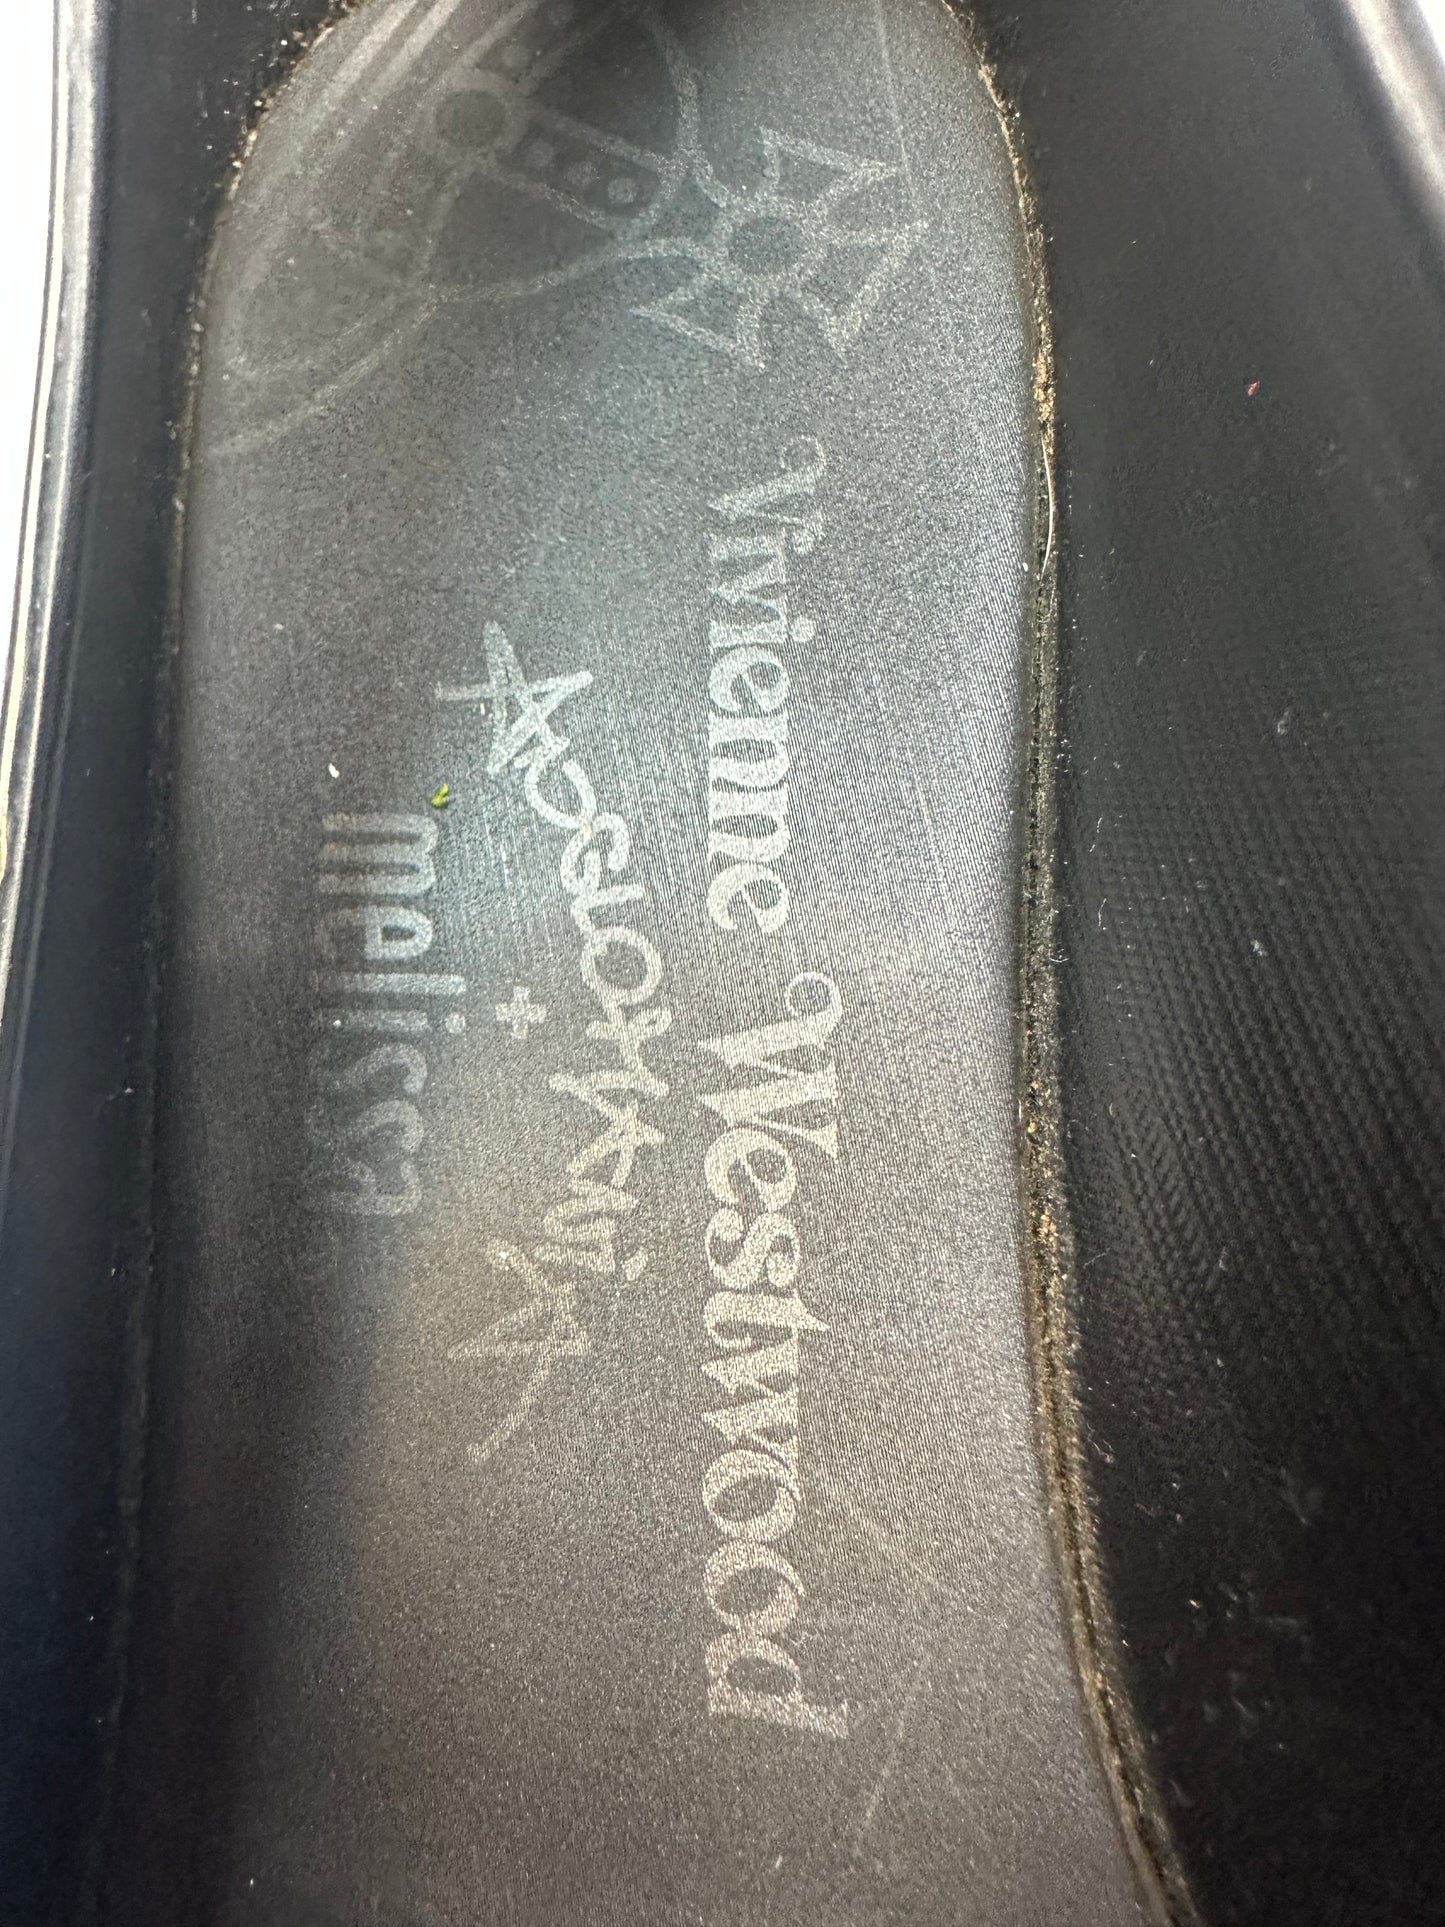 Vivienne Westwood
ANGLOMANIA
+
melissa